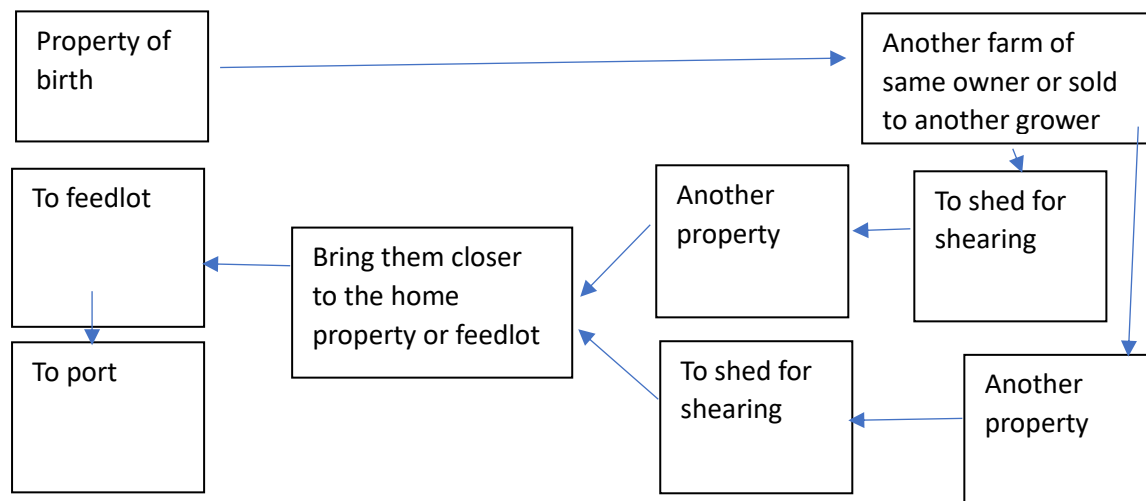 Property of
birth
Another farm of
same owner or sold
to another grower
To feedlot
Another
property
To shed for
shearing
Bring them closer
to the home
property or feedlot
To port
To shed for
shearing
Another
property